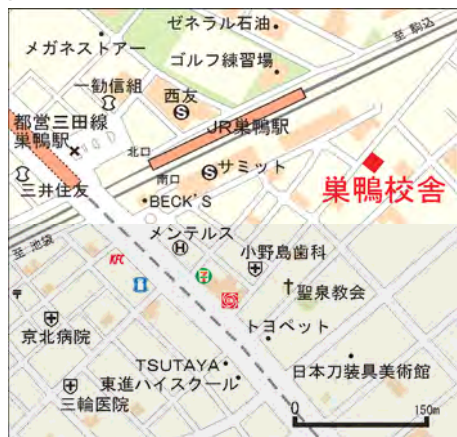 ゼネラル石油
メガネストアー
至 駒込
ゴルフ練習場
一勧信組
西友
都営三田線
巣鴨駅
JR巣鴨駅
北口
南口
サミット
三井住友
BECK'S
巣鴨校舎
至 池袋
メンテルス
KFC
小野島歯科
聖泉教会
京北病院
トヨペット
TSUTAYA
東進ハイスクール
日本刀装具美術館
三輪医院
0
150m